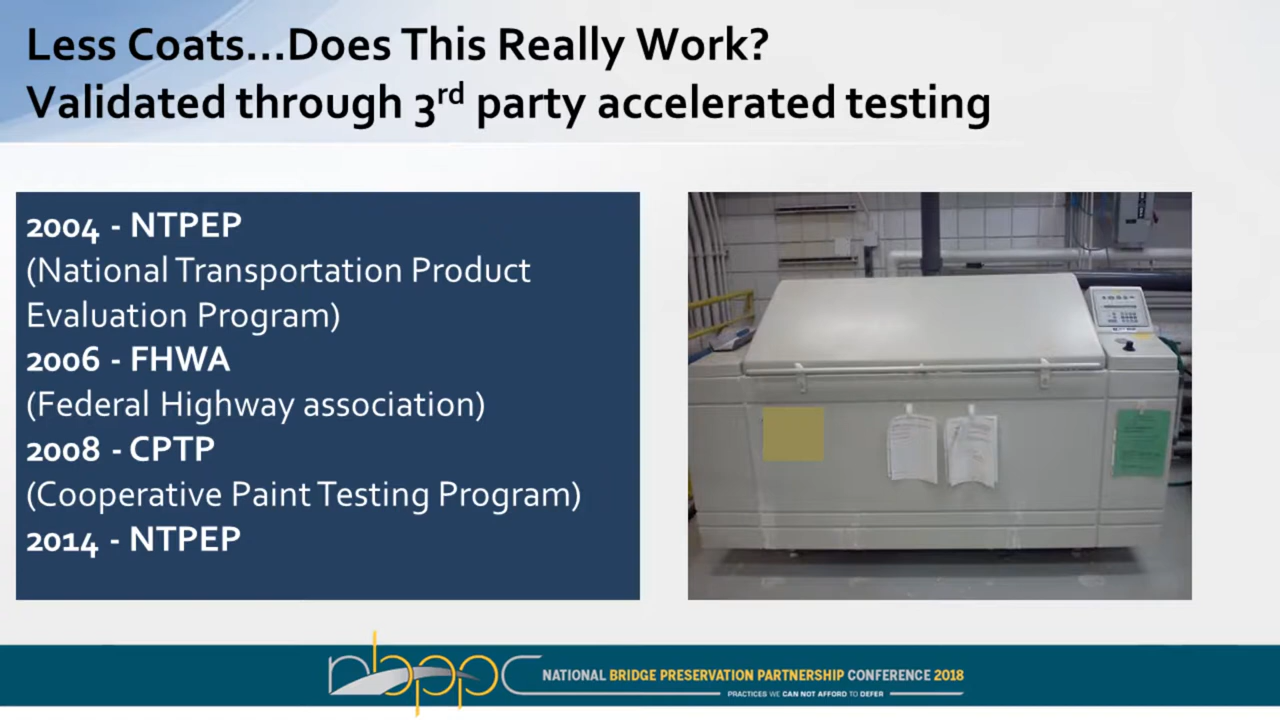 Less Coats...Does This Really Work?
Validated through 3rd party accelerated testing
2004 - NTPEP
(National Transportation Product
Evaluation Program)
2006 - FHWA
(Federal Highway association)
2008 - CPTP
(Cooperative Paint Testing Program)
2014 - NTPEP
nbppc
NATIONAL BRIDGE PRESERVATION PARTNERSHIP CONFERENCE 2018
PRACTICES WE CAN NOT AFFORD TO DEFER